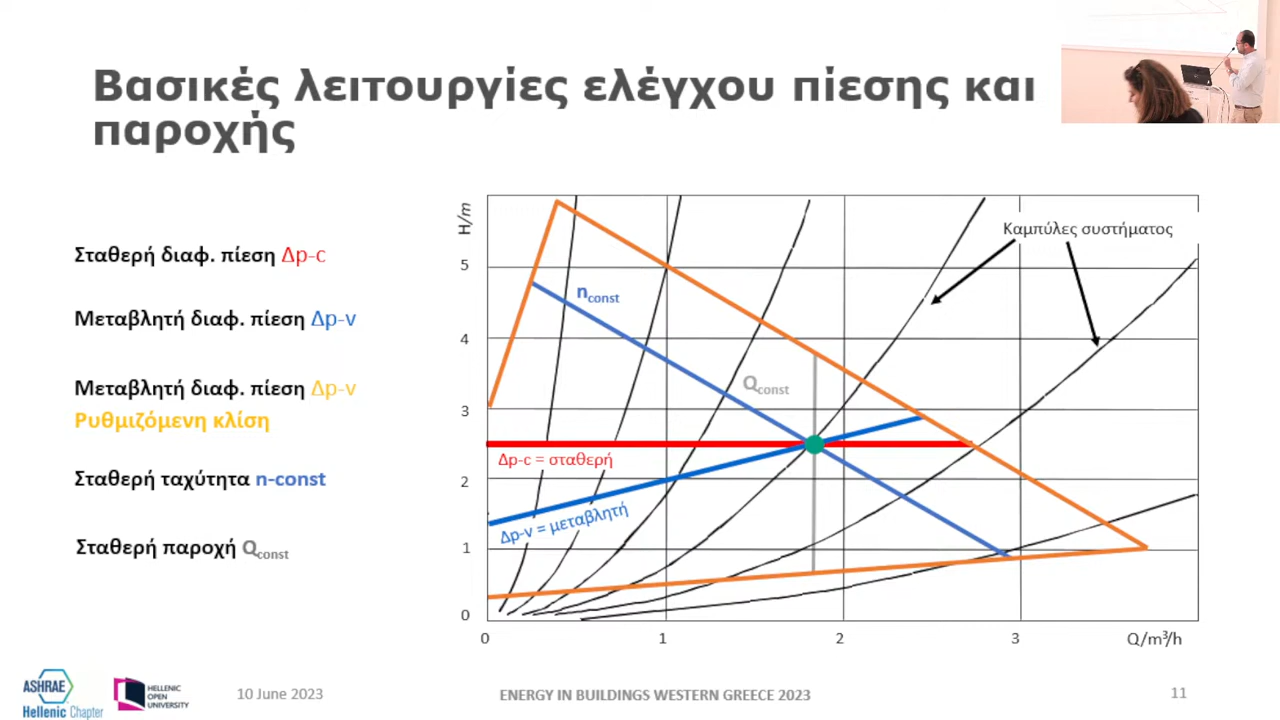 Βασικές λειτουργίες ελέγχου πίεσης και
παροχής
Σταθερή διαφ. πίεση Δp-c
Μεταβλητή διαφ. πίεση Δp-v
Μεταβλητή διαφ. πίεση Δp-v
Ρυθμιζόμενη κλίση
Σταθερή ταχύτητα n-const
Σταθερή παροχή Qconst
H/m
5
4
3
2
1
0
0
1
2
3
Q/m³/h
Καμπύλες συστήματος
nconst
Qconst
Δp-c = σταθερή
Δp-v = μεταβλητή
ASHRAE
Hellenic Chapter
HELLENIC
OPEN
UNIVERSITY
10 June 2023
ENERGY IN BUILDINGS WESTERN GREECE 2023
11